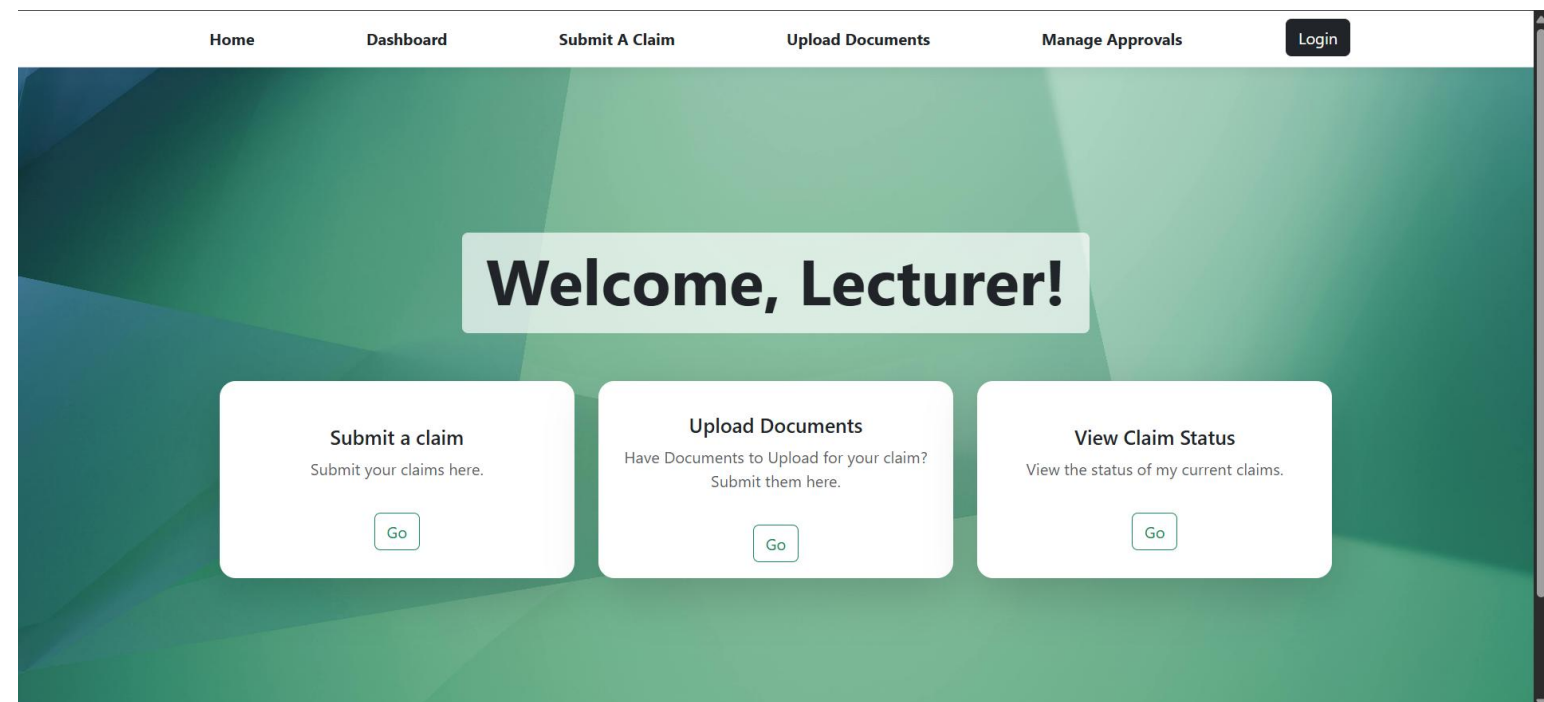 Home Dashboard Submit A Claim Upload Documents Manage Approvals Login
Welcome, Lecturer!
Submit a claim
Submit your claims here.
Go
Upload Documents
Have Documents to Upload for your claim?
Submit them here.
Go
View Claim Status
View the status of my current claims.
Go